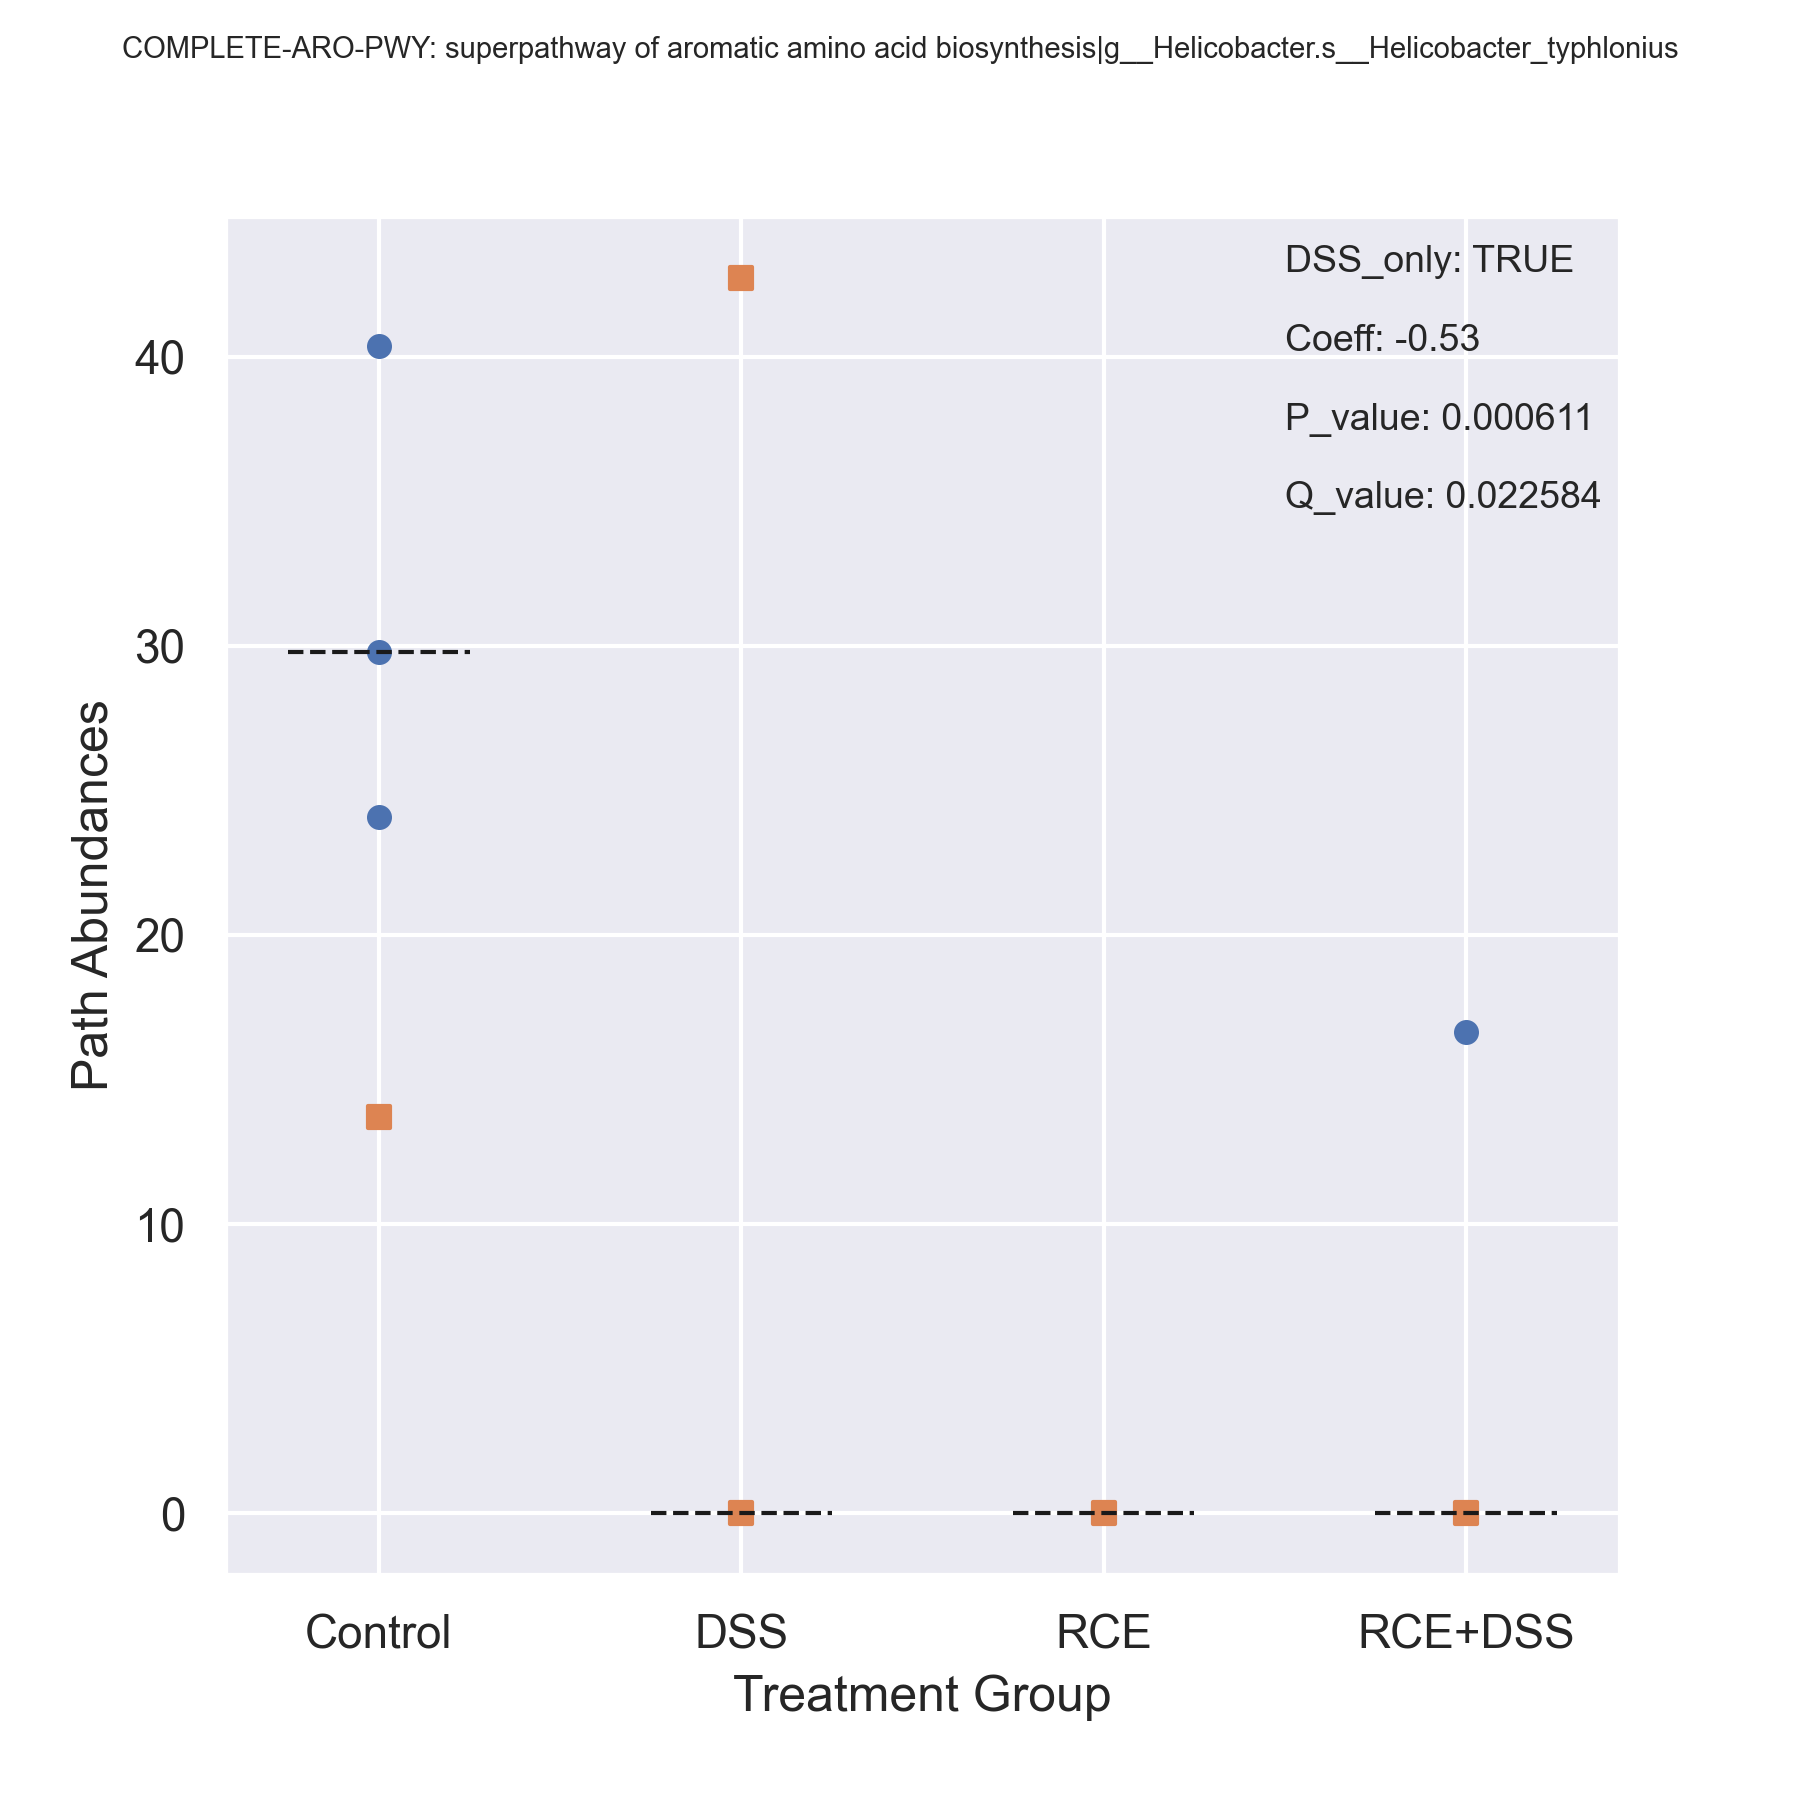 COMPLETE-ARO-PWY: superpathway of aromatic amino acid biosynthesis|g__Helicobacter.s__Helicobacter_typhlonius
DSS_only: TRUE
Coeff: -0.53
P_value: 0.000611
Q_value: 0.022584
40
30
20
10
0
Path Abundances
Control
DSS
RCE
RCE+DSS
Treatment Group